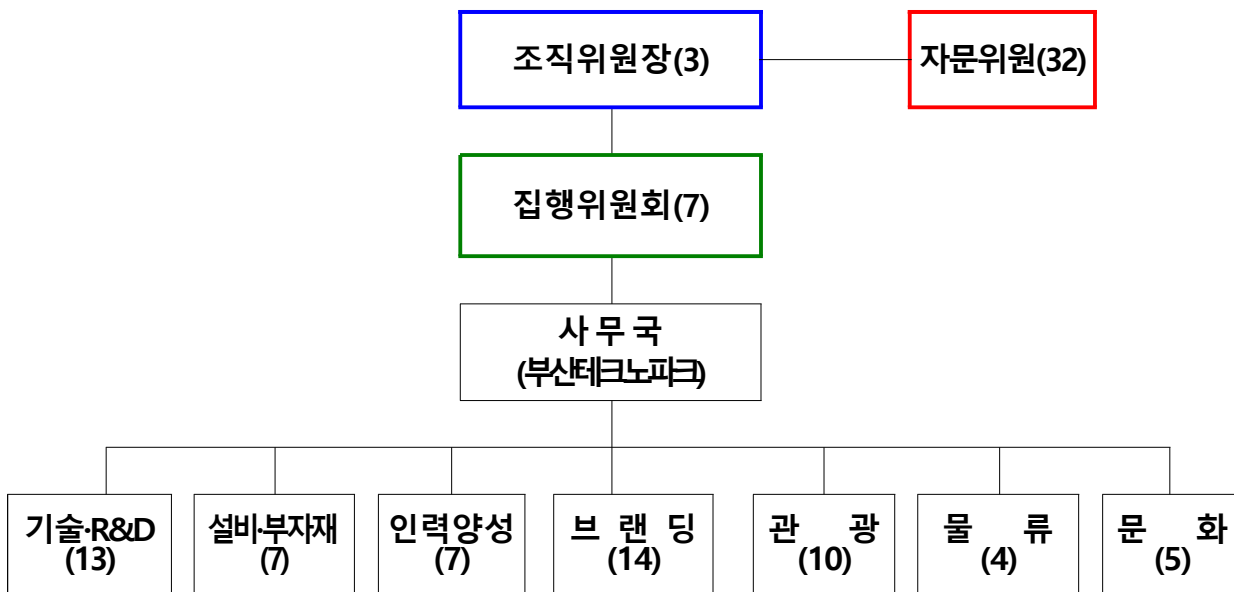 조직위원장(3)
자문위원(32)
집행위원회(7)
사 무 국
(부산테크노파크)
기술·R&D
(13)
설비·부자재
(7)
인력양성
(7)
브 랜 딩
(14)
관 광
(10)
물 류
(4)
문 화
(5)